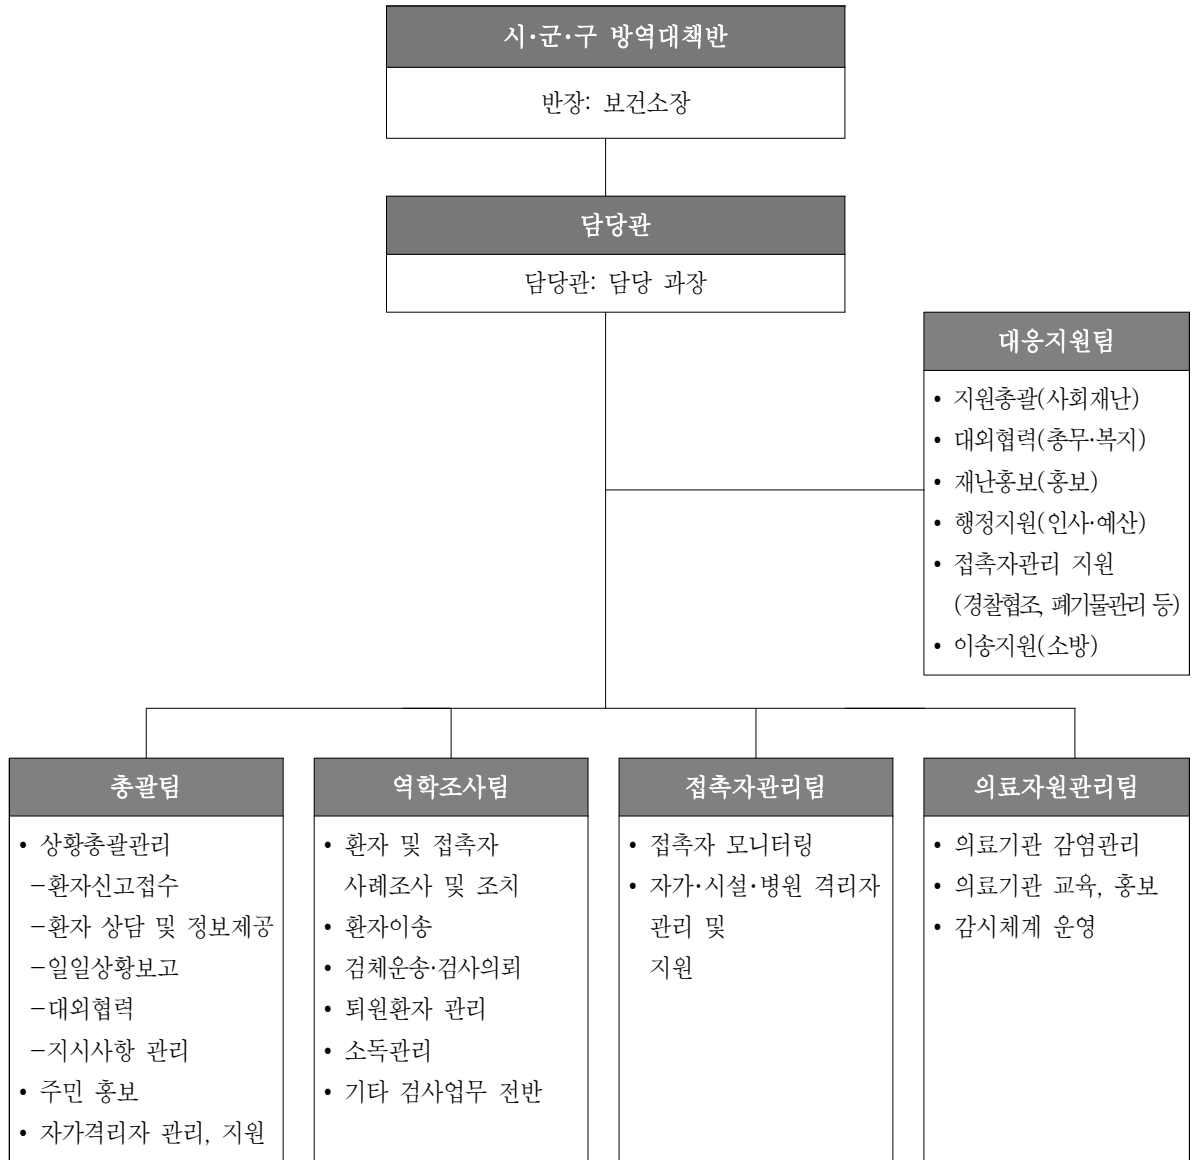 시·군·구 방역대책반
반장: 보건소장
담당관
담당관: 담당 과장
대응지원팀
• 지원총괄(사회재난)
• 대외협력(총무·복지)
• 재난홍보(홍보)
• 행정지원(인사·예산)
• 접촉자관리 지원
(경찰협조, 폐기물관리 등)
• 이송지원(소방)
총괄팀
• 상황총괄관리
-환자신고접수
-환자 상담 및 정보제공
-일일상황보고
-대외협력
-지시사항 관리
• 주민 홍보
• 자가격리자 관리, 지원
역학조사팀
• 환자 및 접촉자
사례조사 및 조치
• 환자이송
• 검체운송·검사의뢰
• 퇴원환자 관리
• 소독관리
• 기타 검사업무 전반
접촉자관리팀
• 접촉자 모니터링
• 자가·시설·병원 격리자
관리 및
지원
의료자원관리팀
• 의료기관 감염관리
• 의료기관 교육, 홍보
• 감시체계 운영